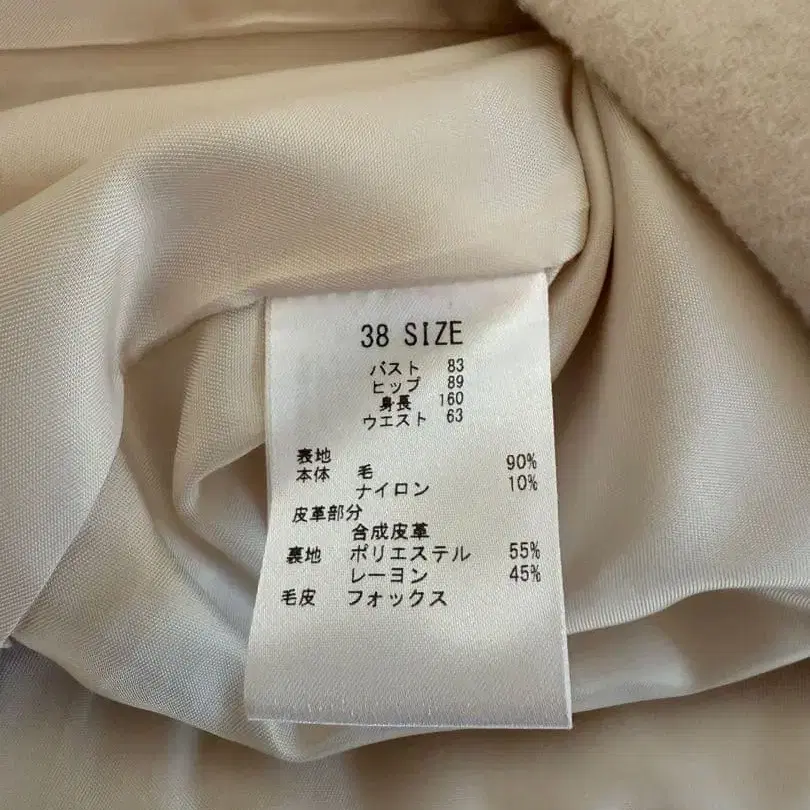 38 SIZE
バスト 83
ヒップ 89
身長 160
ウエスト 63
表地
本体 毛 90%
ナイロン 10%
皮革部分
合成皮革
裏地 ポリエステル 55%
レーヨン 45%
毛皮 フォックス